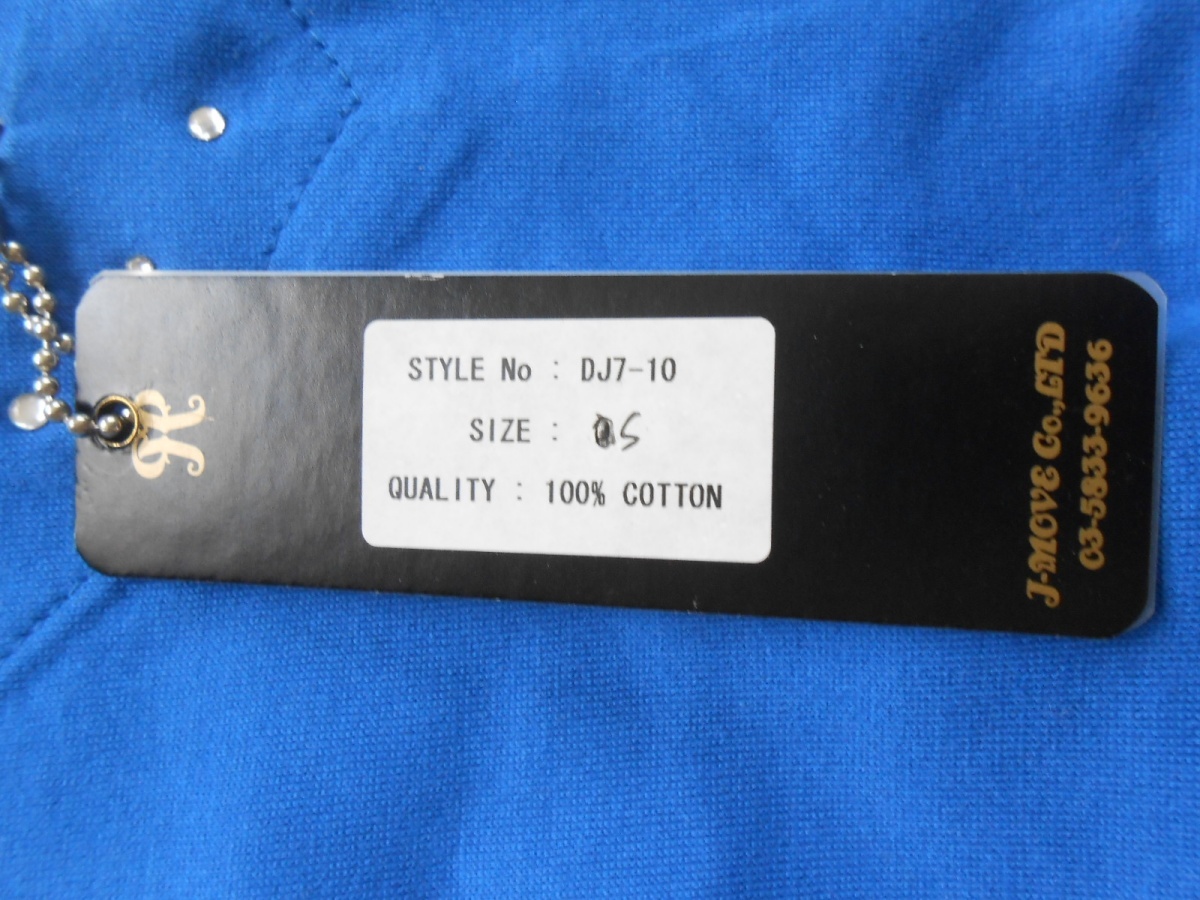 STYLE No : DJ7-10
SIZE : S
QUALITY : 100% COTTON
J-MOVE Co.,LTD
03-5833-9636